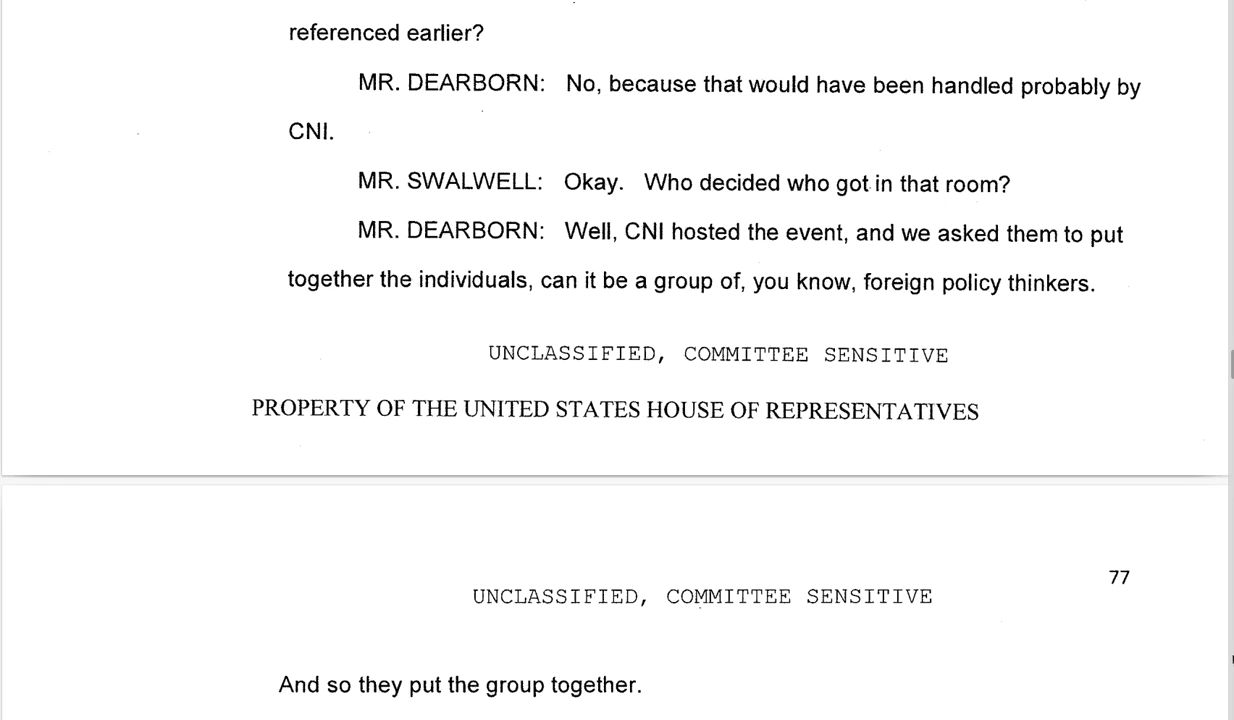 referenced earlier?
MR. DEARBORN: No, because that would have been handled probably by
CNI.
MR. SWALWELL: Okay. Who decided who got in that room?
MR. DEARBORN: Well, CNI hosted the event, and we asked them to put
together the individuals, can it be a group of, you know, foreign policy thinkers.
UNCLASSIFIED, COMMITTEE SENSITIVE
PROPERTY OF THE UNITED STATES HOUSE OF REPRESENTATIVES
77
UNCLASSIFIED, COMMITTEE SENSITIVE
And so they put the group together.